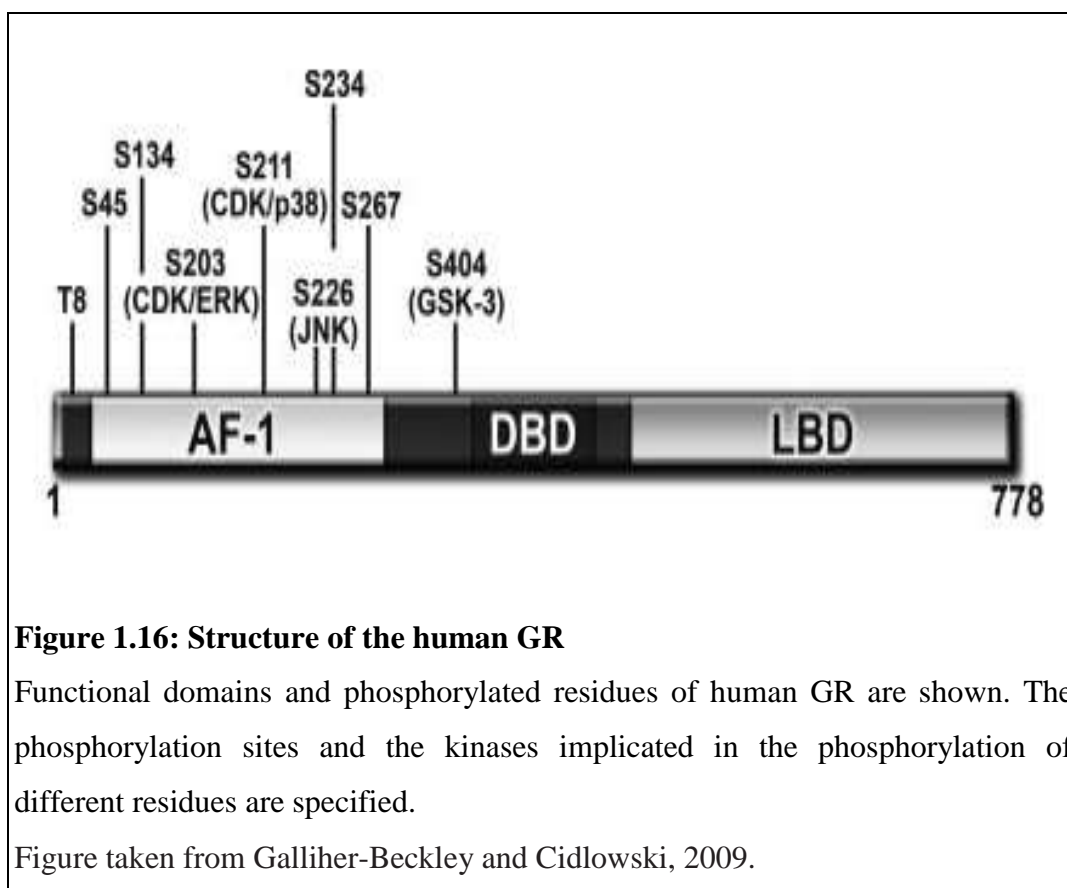 S234
S134
S211
(CDK/p38)
S45
S267
S203
(CDK/ERK)
S404
(GSK-3)
T8
S226
(JNK)
AF-1
DBD
LBD
1
778
Figure 1.16: Structure of the human GR
Functional domains and phosphorylated residues of human GR are shown. The
phosphorylation sites and the kinases implicated in the phosphorylation of
different residues are specified.
Figure taken from Galliher-Beckley and Cidlowski, 2009.